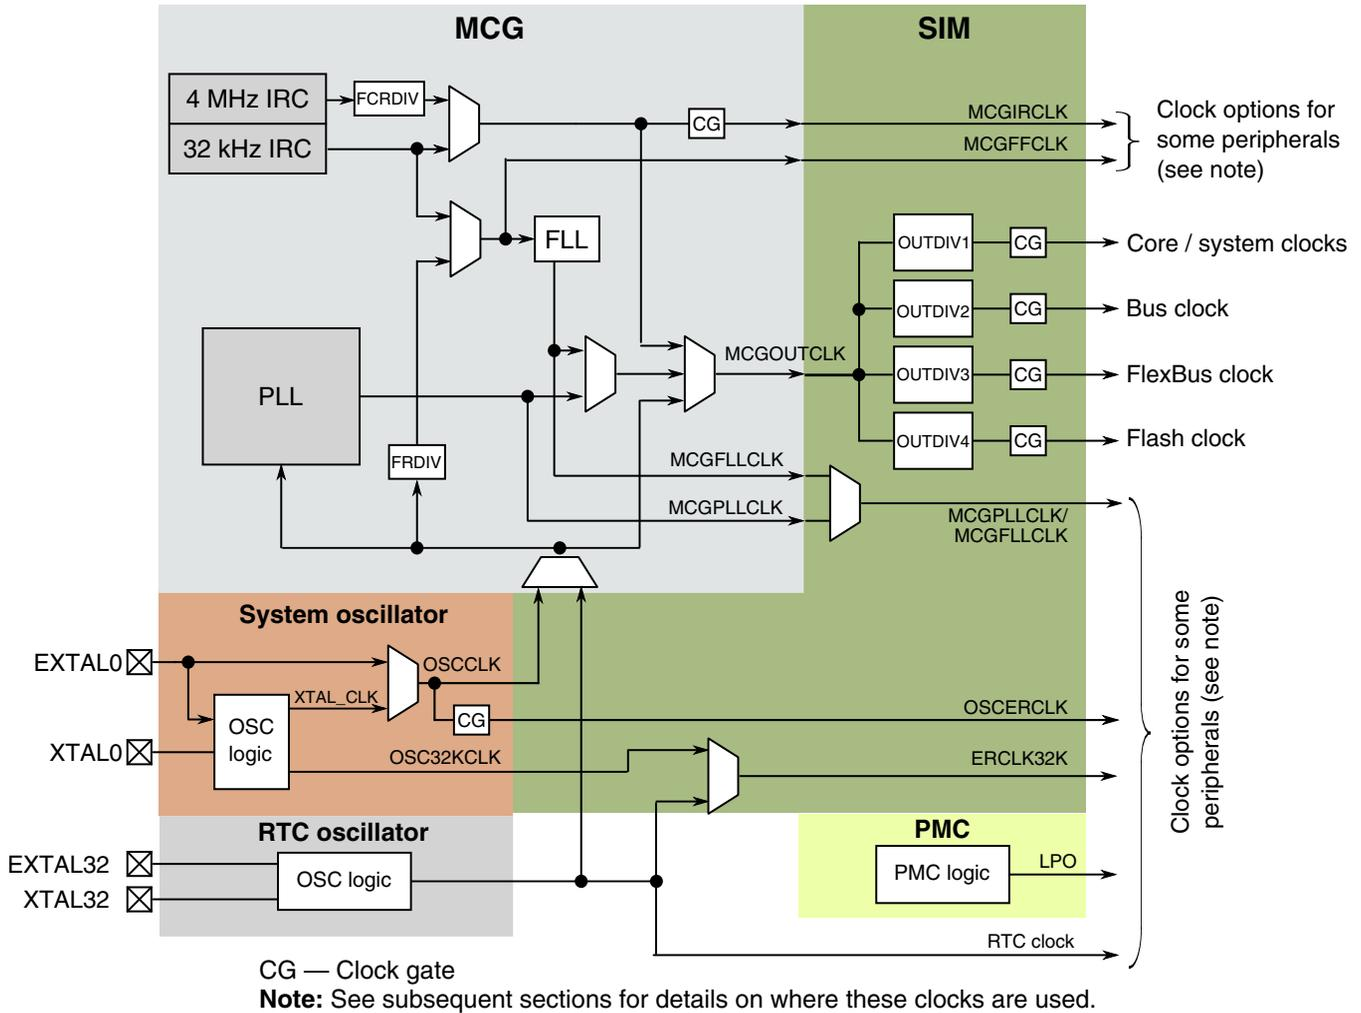 MCG
SIM
4 MHz IRC
FCRDIV
32 kHz IRC
CG
MCGIRCLK
MCGFFCLK
Clock options for
some peripherals
(see note)
FLL
OUTDIV1
CG
Core / system clocks
OUTDIV2
CG
Bus clock
MCGOUTCLK
OUTDIV3
CG
FlexBus clock
PLL
OUTDIV4
CG
Flash clock
FRDIV
MCGFLLCLK
MCGPLLCLK
MCGPLLCLK/
MCGFLLCLK
System oscillator
EXTAL0
OSCCLK
XTAL_CLK
OSC
logic
CG
OSCERCLK
XTAL0
OSC32KCLK
ERCLK32K
Clock options for some
peripherals (see note)
RTC oscillator
PMC
EXTAL32
XTAL32
OSC logic
PMC logic
LPO
RTC clock
CG — Clock gate
Note: See subsequent sections for details on where these clocks are used.